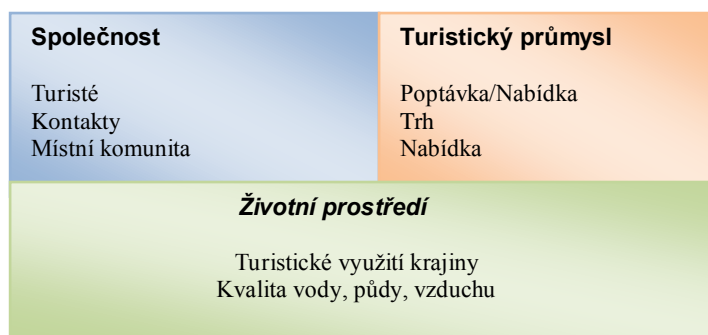 Společnost
Turisté
Kontakty
Místní komunita
Turistický průmysl
Poptávka/Nabídka
Trh
Nabídka
Životní prostředí
Turistické využití krajiny
Kvalita vody, půdy, vzduchu